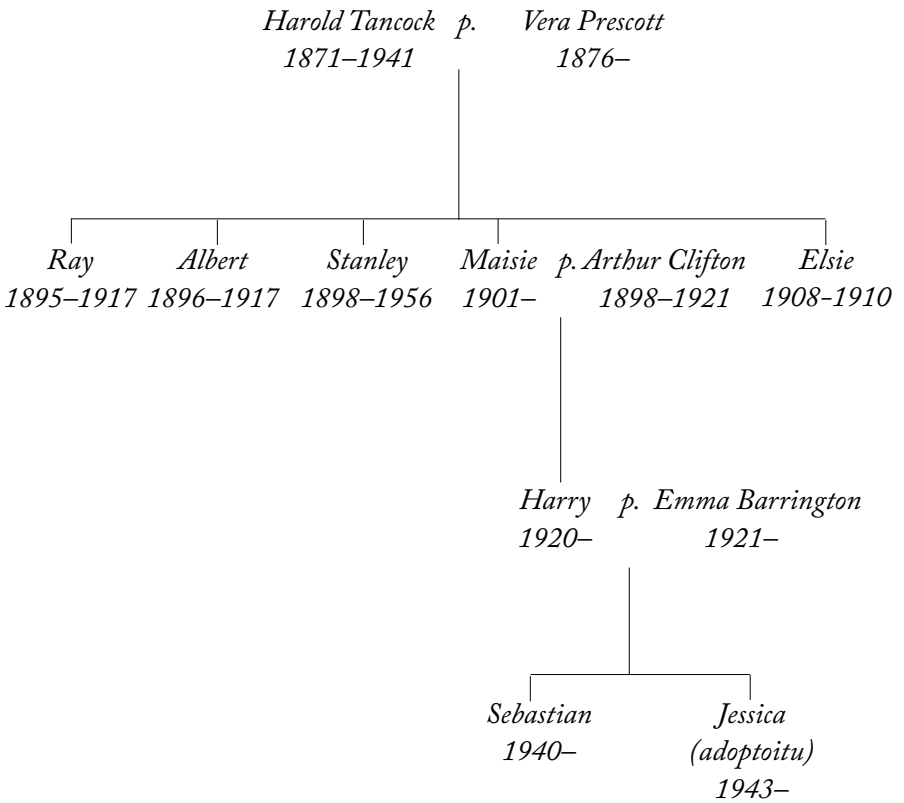 Harold Tancock p. Vera Prescott
1871–1941 1876–
Ray Albert Stanley Maisie p. Arthur Clifton Elsie
1895–1917 1896–1917 1898–1956 1901– 1898–1921 1908-1910
Harry p. Emma Barrington
1920– 1921–
Sebastian Jessica
1940– (adoptoitu)
1943–